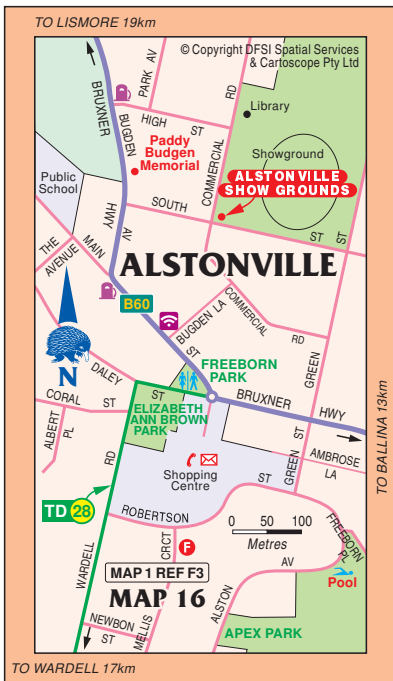 TO LISMORE 19km
© Copyright DFSI Spatial Services
& Cartoscope Pty Ltd
BRUXNER
HWY
PARK AV
BUGDEN
AV
HIGH
ST
COMMERCIAL
RD
Library
Paddy
Budgen
Memorial
Showground
Public
School
ALSTONVILLE
SHOW GROUNDS
SOUTH
ST
ST
THE
AVENUE
MAIN
ALSTONVILLE
B60
BUGDEN LA
COMMERCIAL
RD
ST
GREEN
N
DALEY
ST
FREEBORN
PARK
BRUXNER
HWY
CORAL
ST
ELIZABETH
ANN BROWN
PARK
ALBERT
PL
ST
GREEN
AMBROSE
LA
TO BALLINA 13km
RD
Shopping
Centre
ST
TD 28
ROBERTSON
0 50 100
Metres
FREEBORN
PL
WARDELL
CRCT
F
AV
Pool
MAP 1 REF F3
MAP 16
ALSTON
NEWBON
ST
MELLIS
APEX PARK
TO WARDELL 17km